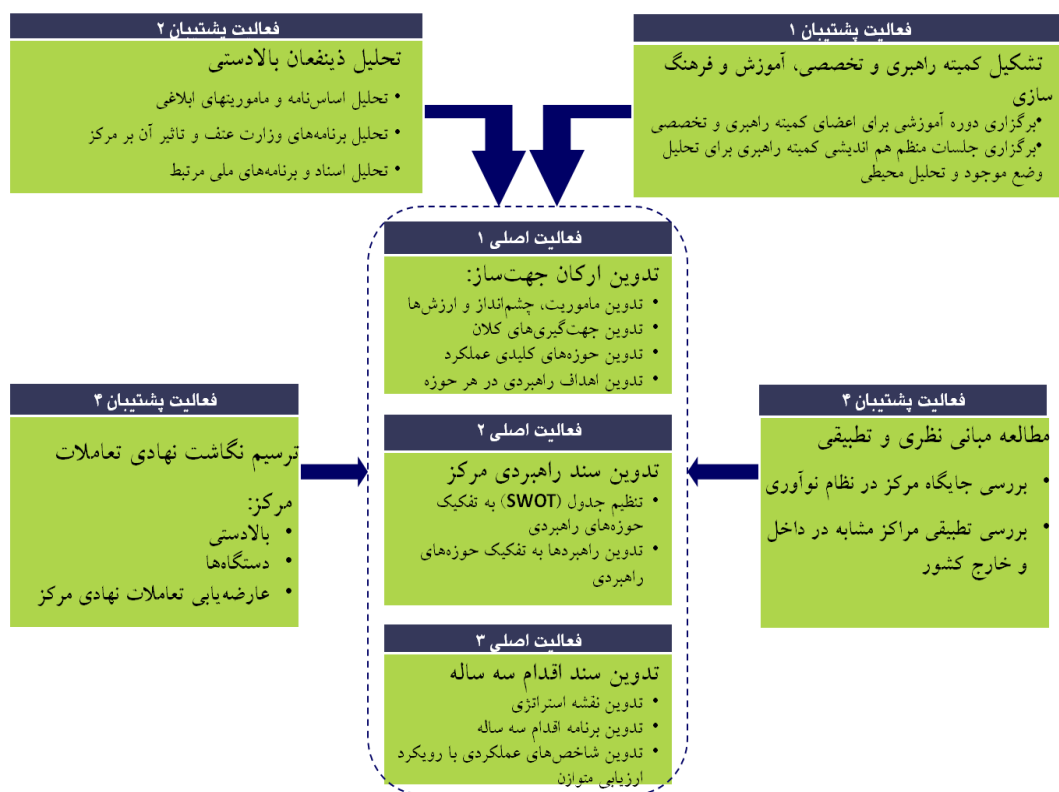 فعالیت پشتیبان ۱
تشکیل کمیته راهبری و تخصصی، آموزش و فرهنگ
سازی
•برگزاری دوره آموزشی برای اعضای کمیته راهبری و تخصصی
•برگزاری جلسات منظم هم اندیشی کمیته راهبری برای تحلیل
وضع موجود و تحلیل محیطی
فعالیت پشتیبان ۲
تحلیل ذینفعان بالادستی
• تحلیل اساس‌نامه و ماموریتهای ابلاغی
• تحلیل برنامه‌های وزارت عتف و تاثیر آن بر مرکز
• تحلیل اسناد و برنامه‌های ملی مرتبط
فعالیت اصلی ۱
تدوین ارکان جهت‌ساز:
• تدوین ماموریت، چشم‌انداز و ارزش‌ها
• تدوین جهت‌گیری‌های کلان
• تدوین حوزه‌های کلیدی عملکرد
• تدوین اهداف راهبردی در هر حوزه
فعالیت پشتیبان ۴
مطالعه مبانی نظری و تطبیقی
• بررسی جایگاه مرکز در نظام نوآوری
• بررسی تطبیقی مراکز مشابه در داخل
و خارج کشور
فعالیت اصلی ۲
تدوین سند راهبردی مرکز
• تنظیم جدول (SWOT) به تفکیک
حوزه‌های راهبردی
• تدوین راهبردها به تفکیک حوزه‌های
راهبردی
فعالیت پشتیبان ۴
ترسیم نگاشت نهادی تعاملات
مرکز:
• بالادستی
• دستگاه‌ها
• عارضه‌یابی تعاملات نهادی مرکز
فعالیت اصلی ۳
تدوین سند اقدام سه ساله
• تدوین نقشه استراتژی
• تدوین برنامه اقدام سه ساله
• تدوین شاخص‌های عملکردی با رویکرد
ارزیابی متوازن